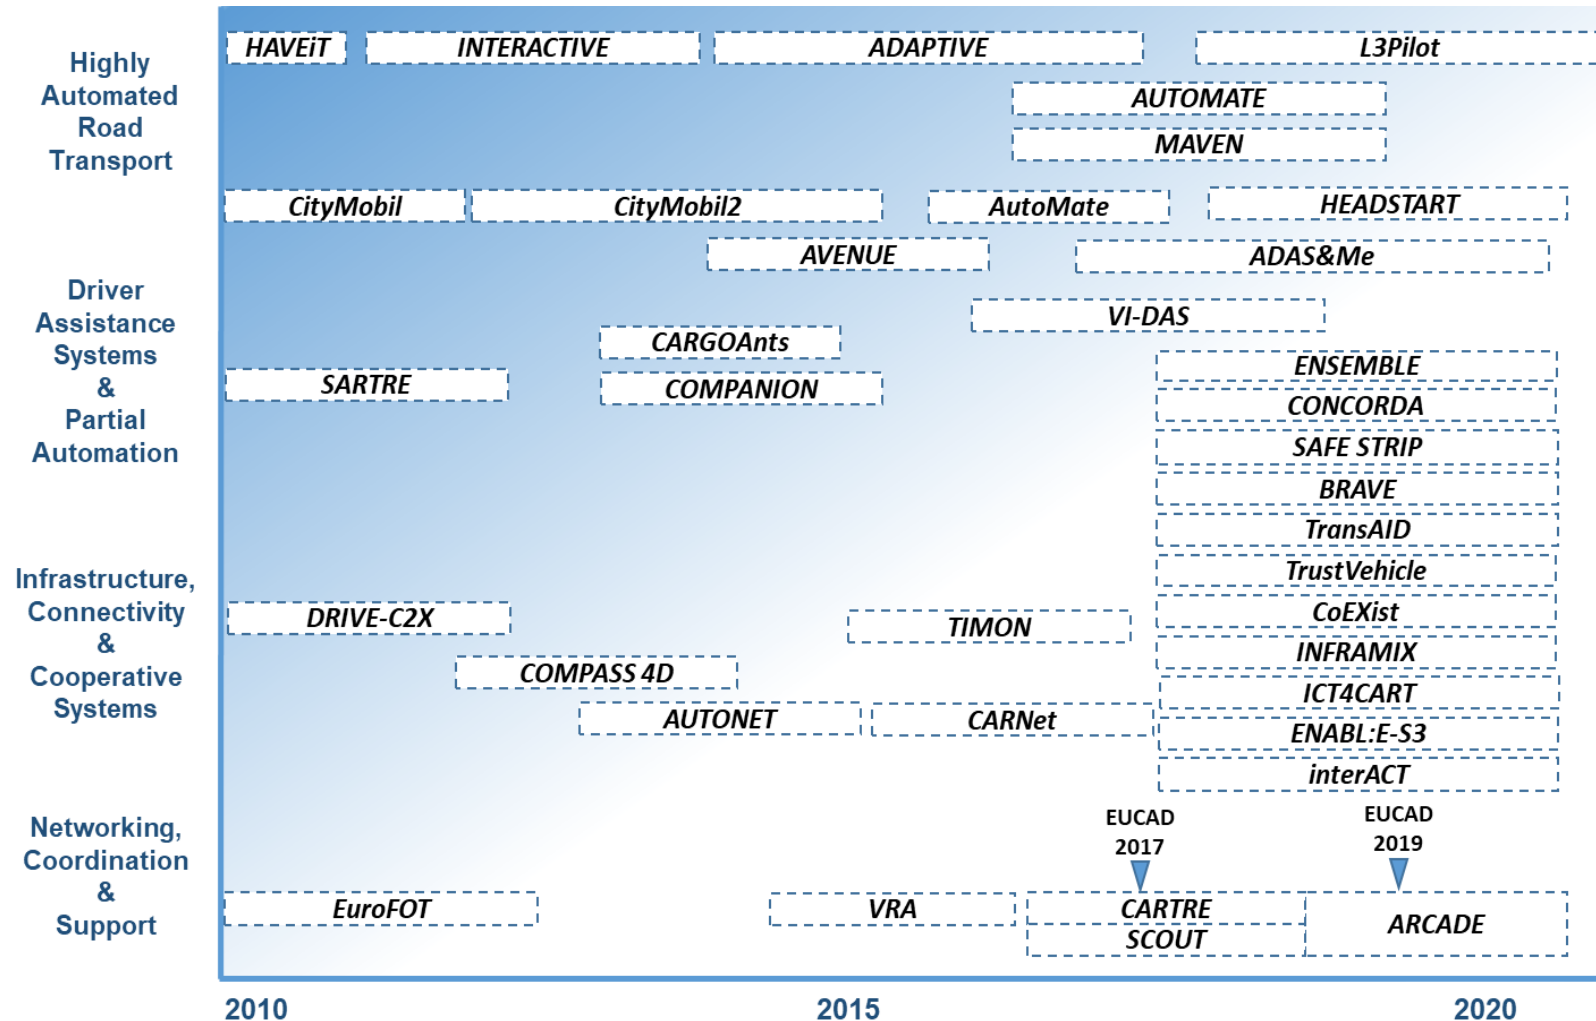 Highly
Automated
Road
Transport
HAVEiT
INTERACTIVE
ADAPTIVE
L3Pilot
AUTOMATE
MAVEN
CityMobil
CityMobil2
AutoMate
HEADSTART
AVENUE
ADAS&Me
Driver
Assistance
Systems
&
Partial
Automation
VI-DAS
CARGOAnts
ENSEMBLE
SARTRE
COMPANION
CONCORDA
SAFE STRIP
BRAVE
TransAID
TrustVehicle
Infrastructure,
Connectivity
&
Cooperative
Systems
DRIVE-C2X
TIMON
CoEXist
INFRAMIX
COMPASS 4D
ICT4CART
AUTONET
CARNet
ENABL:E-S3
interACT
Networking,
Coordination
&
Support
EUCAD
2017
EUCAD
2019
EuroFOT
VRA
CARTRE
SCOUT
ARCADE
2010
2015
2020